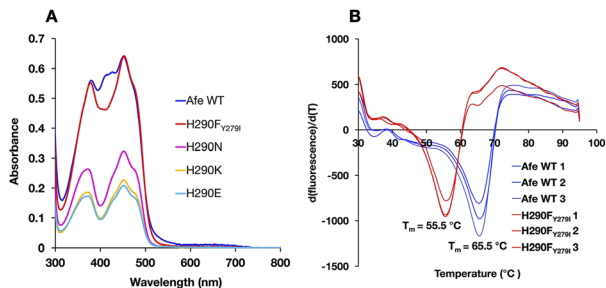 A
Absorbance
0.7
0.6
0.5
0.4
0.3
0.2
0.1
0
300 400 500 600 700 800
Wavelength (nm)
Afe WT
H290FY279I
H290N
H290K
H290E
B
d(fluorescence)/d(T)
1000
500
0
-500
-1000
-1500
30 40 50 60 70 80 90 100
Tm = 55.5 °C
Tm = 65.5 °C
Afe WT 1
Afe WT 2
Afe WT 3
H290FY279I 1
H290FY279I 2
H290FY279I 3
Temperature (°C )